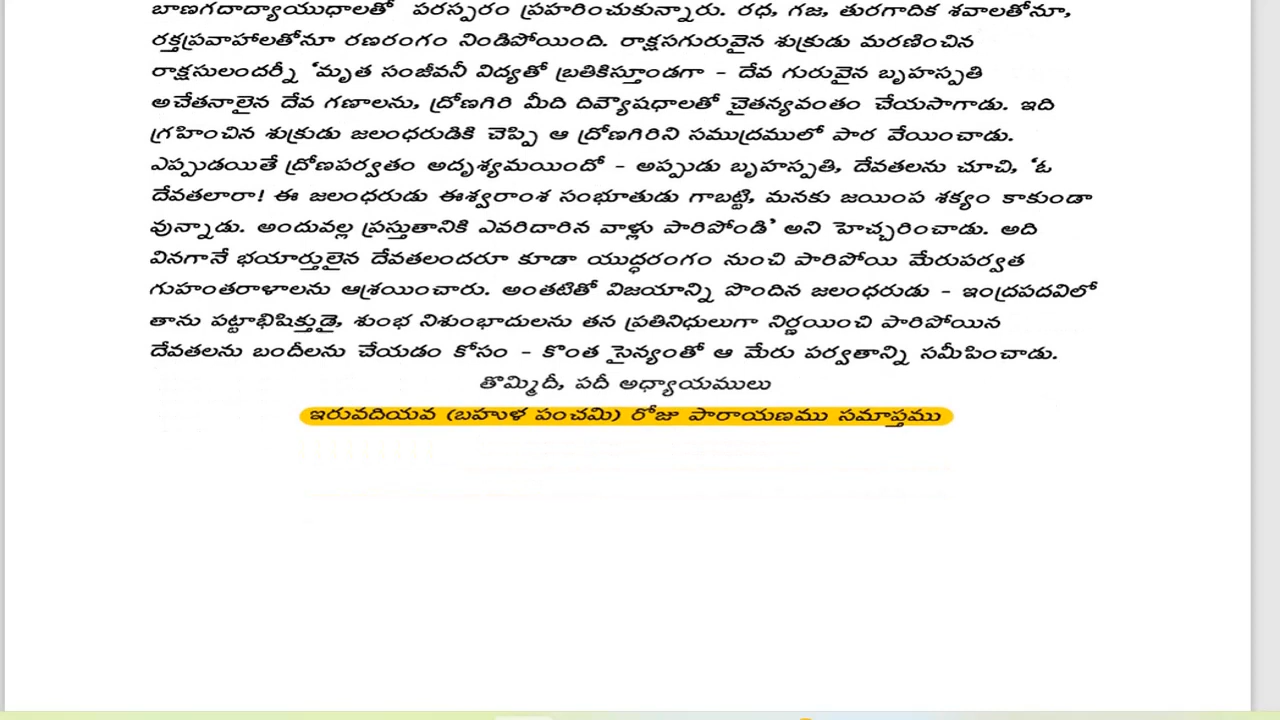 బాణగదాద్యాయుధాలతో పరస్పరం ప్రహరించుకున్నారు. రధ, గజ, తురగాదిక శవాలతోనూ,
రక్తప్రవాహాలతోనూ రణరంగం నిండిపోయింది. రాక్షసగురువైన శుక్రుడు మరణించిన
రాక్షసులందర్నీ 'మృత సంజీవనీ విద్యతో బ్రతికిస్తూండగా - దేవ గురువైన బృహస్పతి
అచేతనాలైన దేవ గణాలను, ద్రోణగిరి మీది దివ్యౌషధాలతో చైతన్యవంతం చేయసాగాడు. ఇది
గ్రహించిన శుక్రుడు జలంధరుడికి చెప్పి ఆ ద్రోణగిరిని సముద్రములో పార వేయించాడు.
ఎప్పుడయితే ద్రోణపర్వతం అదృశ్యమయిందో - అప్పుడు బృహస్పతి, దేవతలను చూచి, 'ఓ
దేవతలారా! ఈ జలంధరుడు ఈశ్వరాంశ సంభూతుడు గాబట్టి, మనకు జయింప శక్యం కాకుండా
వున్నాడు. అందువల్ల ప్రస్తుతానికి ఎవరిదారిన వాళ్లు పారిపోండి' అని హెచ్చరించాడు. అది
వినగానే భయార్తులైన దేవతలందరూ కూడా యుద్ధరంగం నుంచి పారిపోయి మేరుపర్వత
గుహంతరాళాలను ఆశ్రయించారు. అంతటితో విజయాన్ని పొందిన జలంధరుడు - ఇంద్రపదవిలో
తాను పట్టాభిషిక్తుడై, శుంభ నిశుంభాదులను తన ప్రతినిధులుగా నిర్ణయించి పారిపోయిన
దేవతలను బందీలను చేయడం కోసం - కొంత సైన్యంతో ఆ మేరు పర్వతాన్ని సమీపించాడు.
తొమ్మిదీ, పదీ అధ్యాయములు
ఇరువదియవ (బహుళ పంచమి) రోజు పారాయణము సమాప్తము